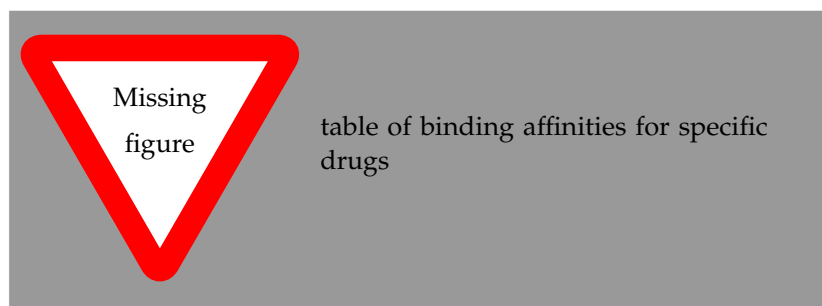 Missing
figure
table of binding affinities for specific
drugs